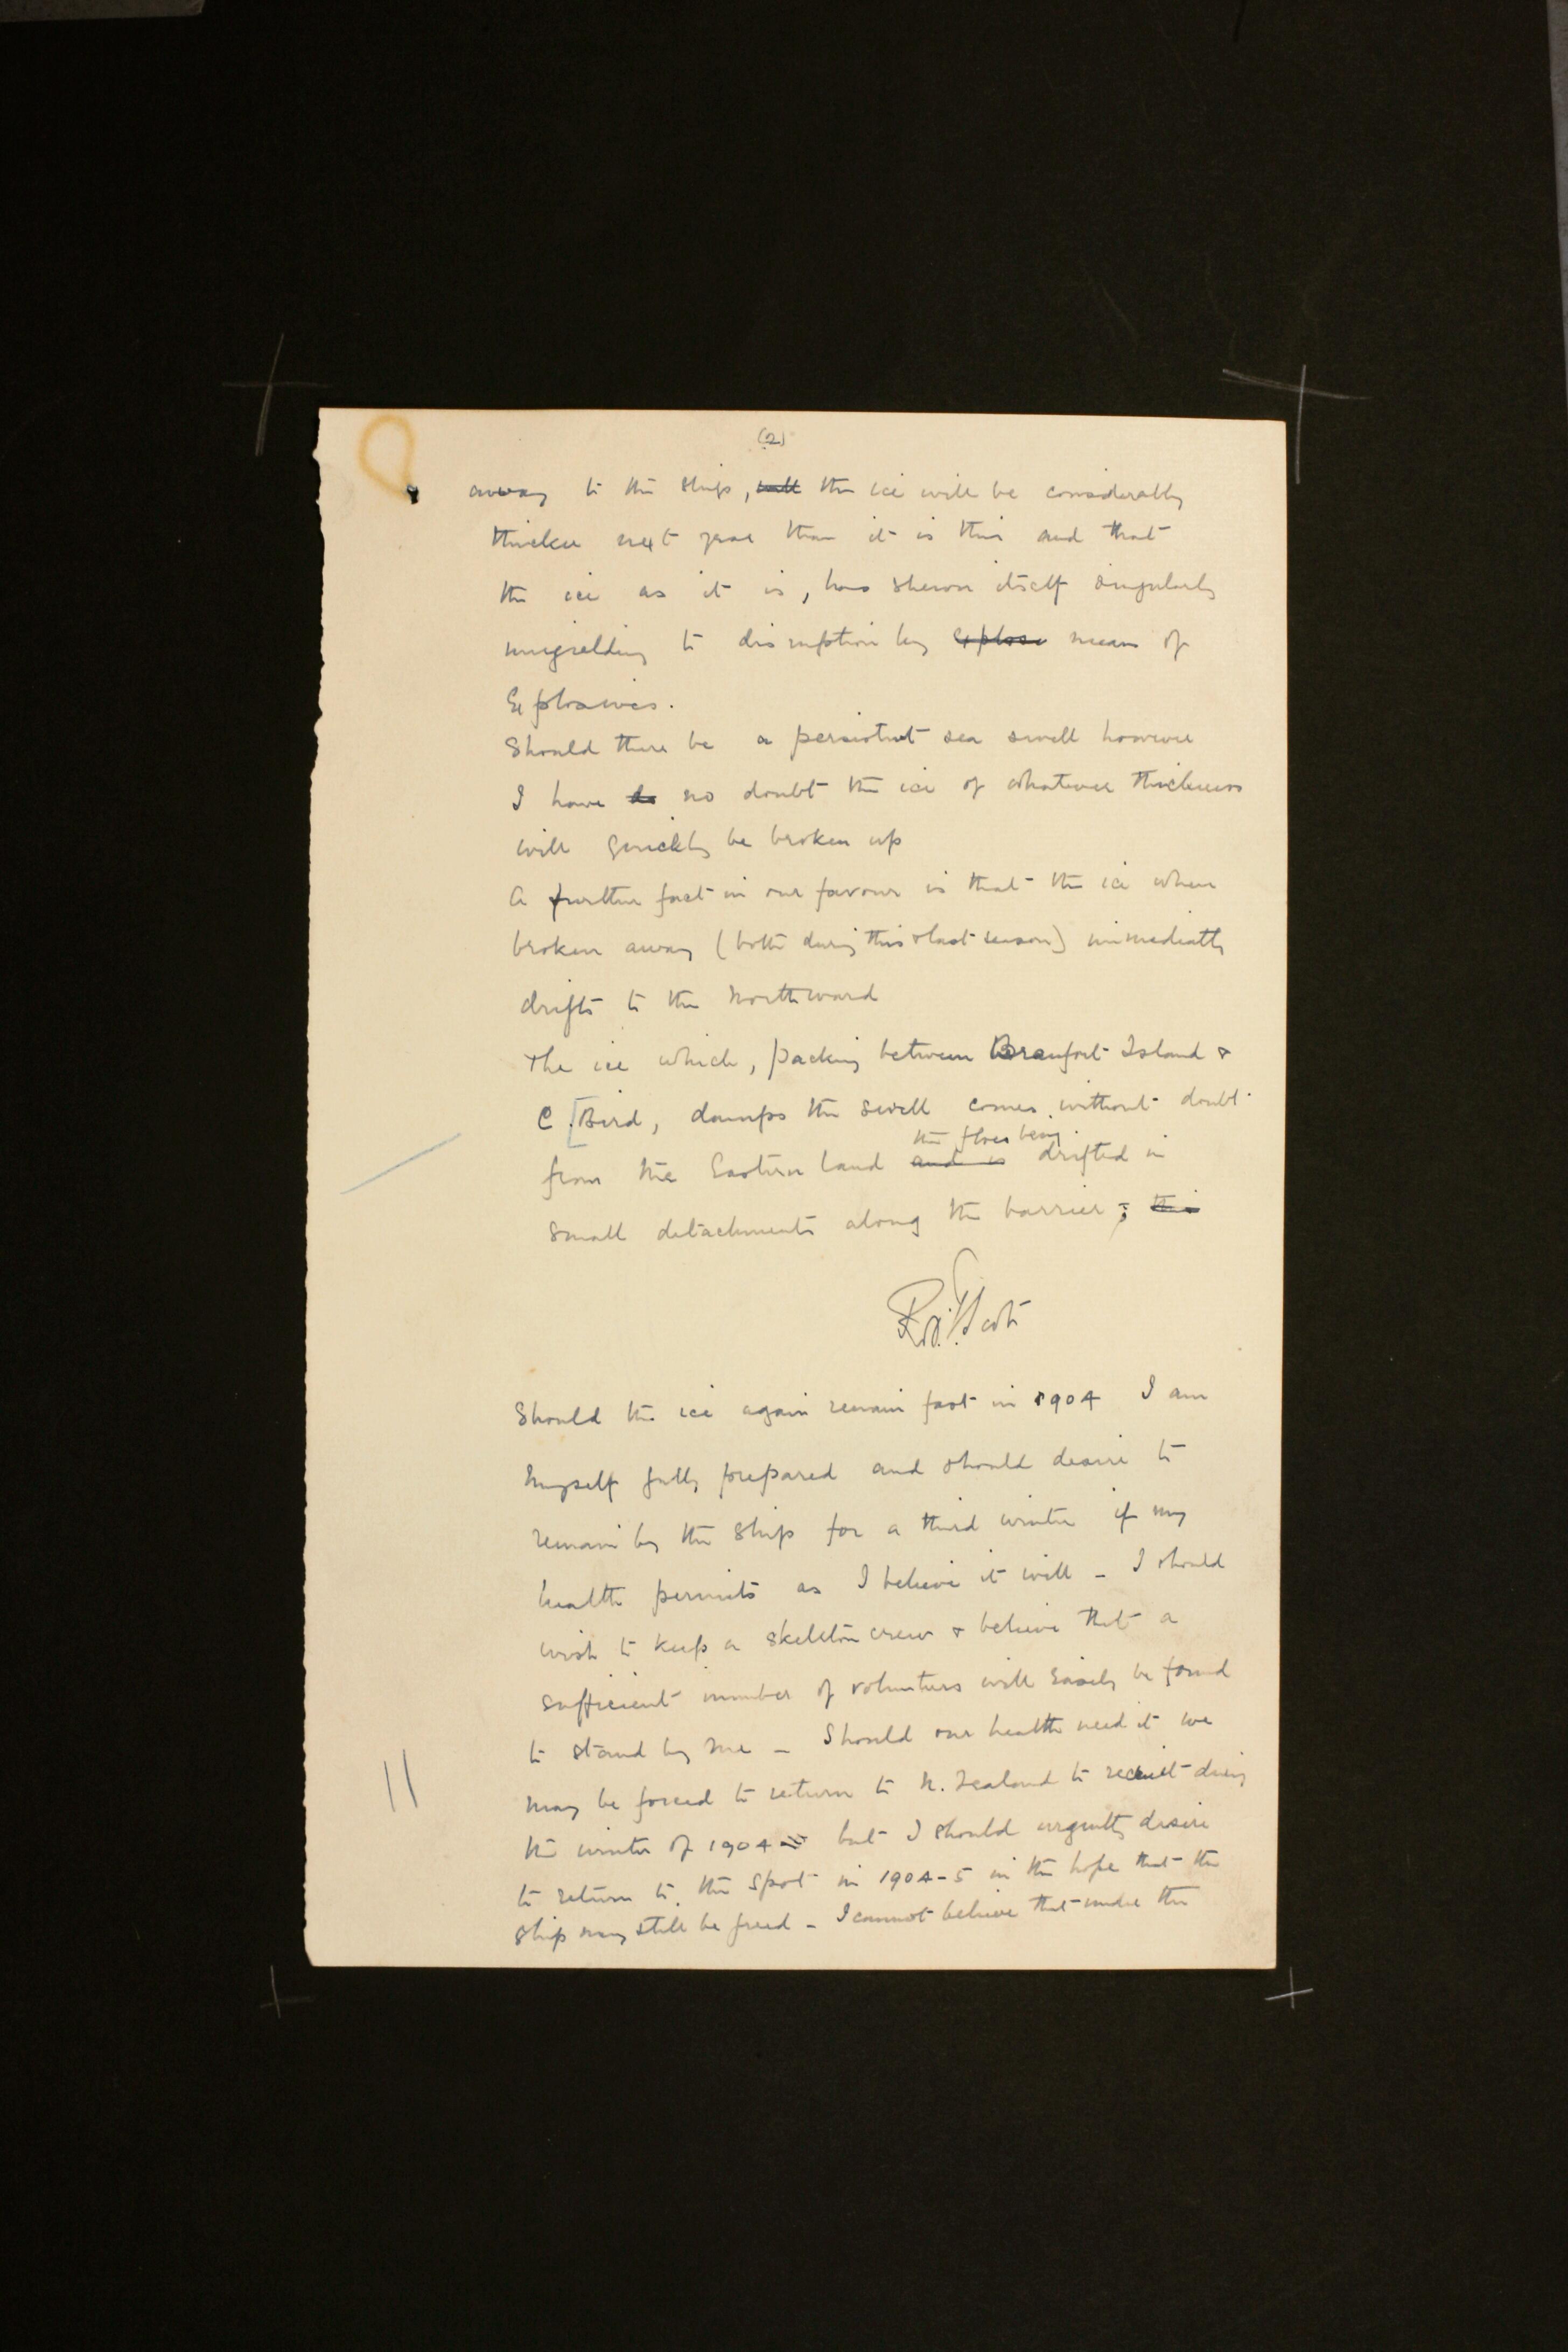 (2)
away to the ship, will the ice will be considerably
thicker next year than it is this and that
the ice as it is, has shewn itself singularly
unyielding to disruption by explosi means of
Explosives.
Should there be a persistent sea swell however
I have do no doubt the ice of whatever thickness
will quickly be broken up
A further fact in our favour is that the ice when
broken away (both during this & last season) immediately
drifts to the Northward
The ice which, packing between Beaufort Island &
C. [Bird, damps the swell comes without doubt
the floes being
from the Eastern land and is drifted in
small detachments along the barrier; this
R.F. Scott
Should the ice again remain fast in 1904 I am
myself fully prepared and should desire to
remain by the ship for a third winter if my
health permits as I believe it will - I should
wish to keep a skeleton crew & believe that a
sufficient number of volunteers will easily be found
to stand by me - Should our health need it we
may be forced to return to N. Zealand to recruit during
the winter of 1904 but I should urgently desire
to return to the spot in 1904-5 in the hope that the
ship may still be freed - I cannot believe that under the